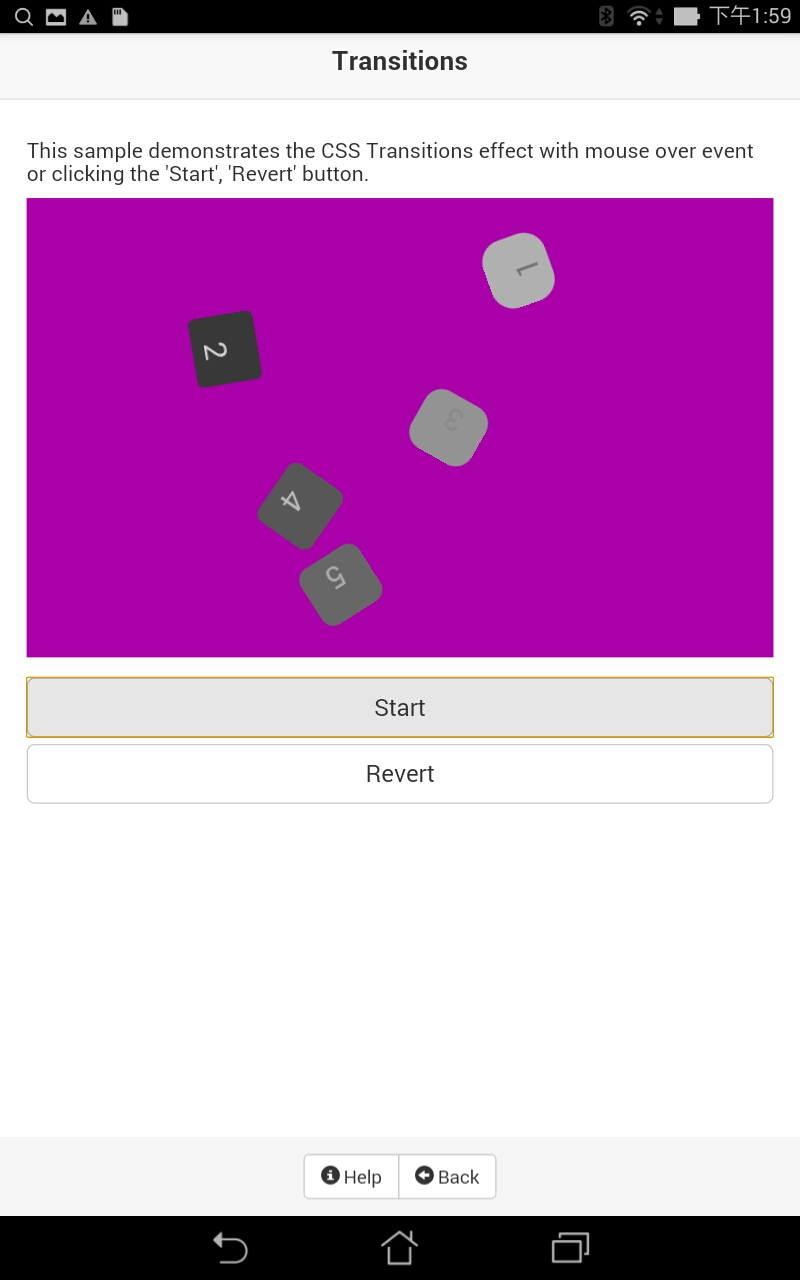 下午1:59
Transitions
This sample demonstrates the CSS Transitions effect with mouse over event
or clicking the 'Start', 'Revert' button.
1
2
3
4
5
Start
Revert
Help
Back